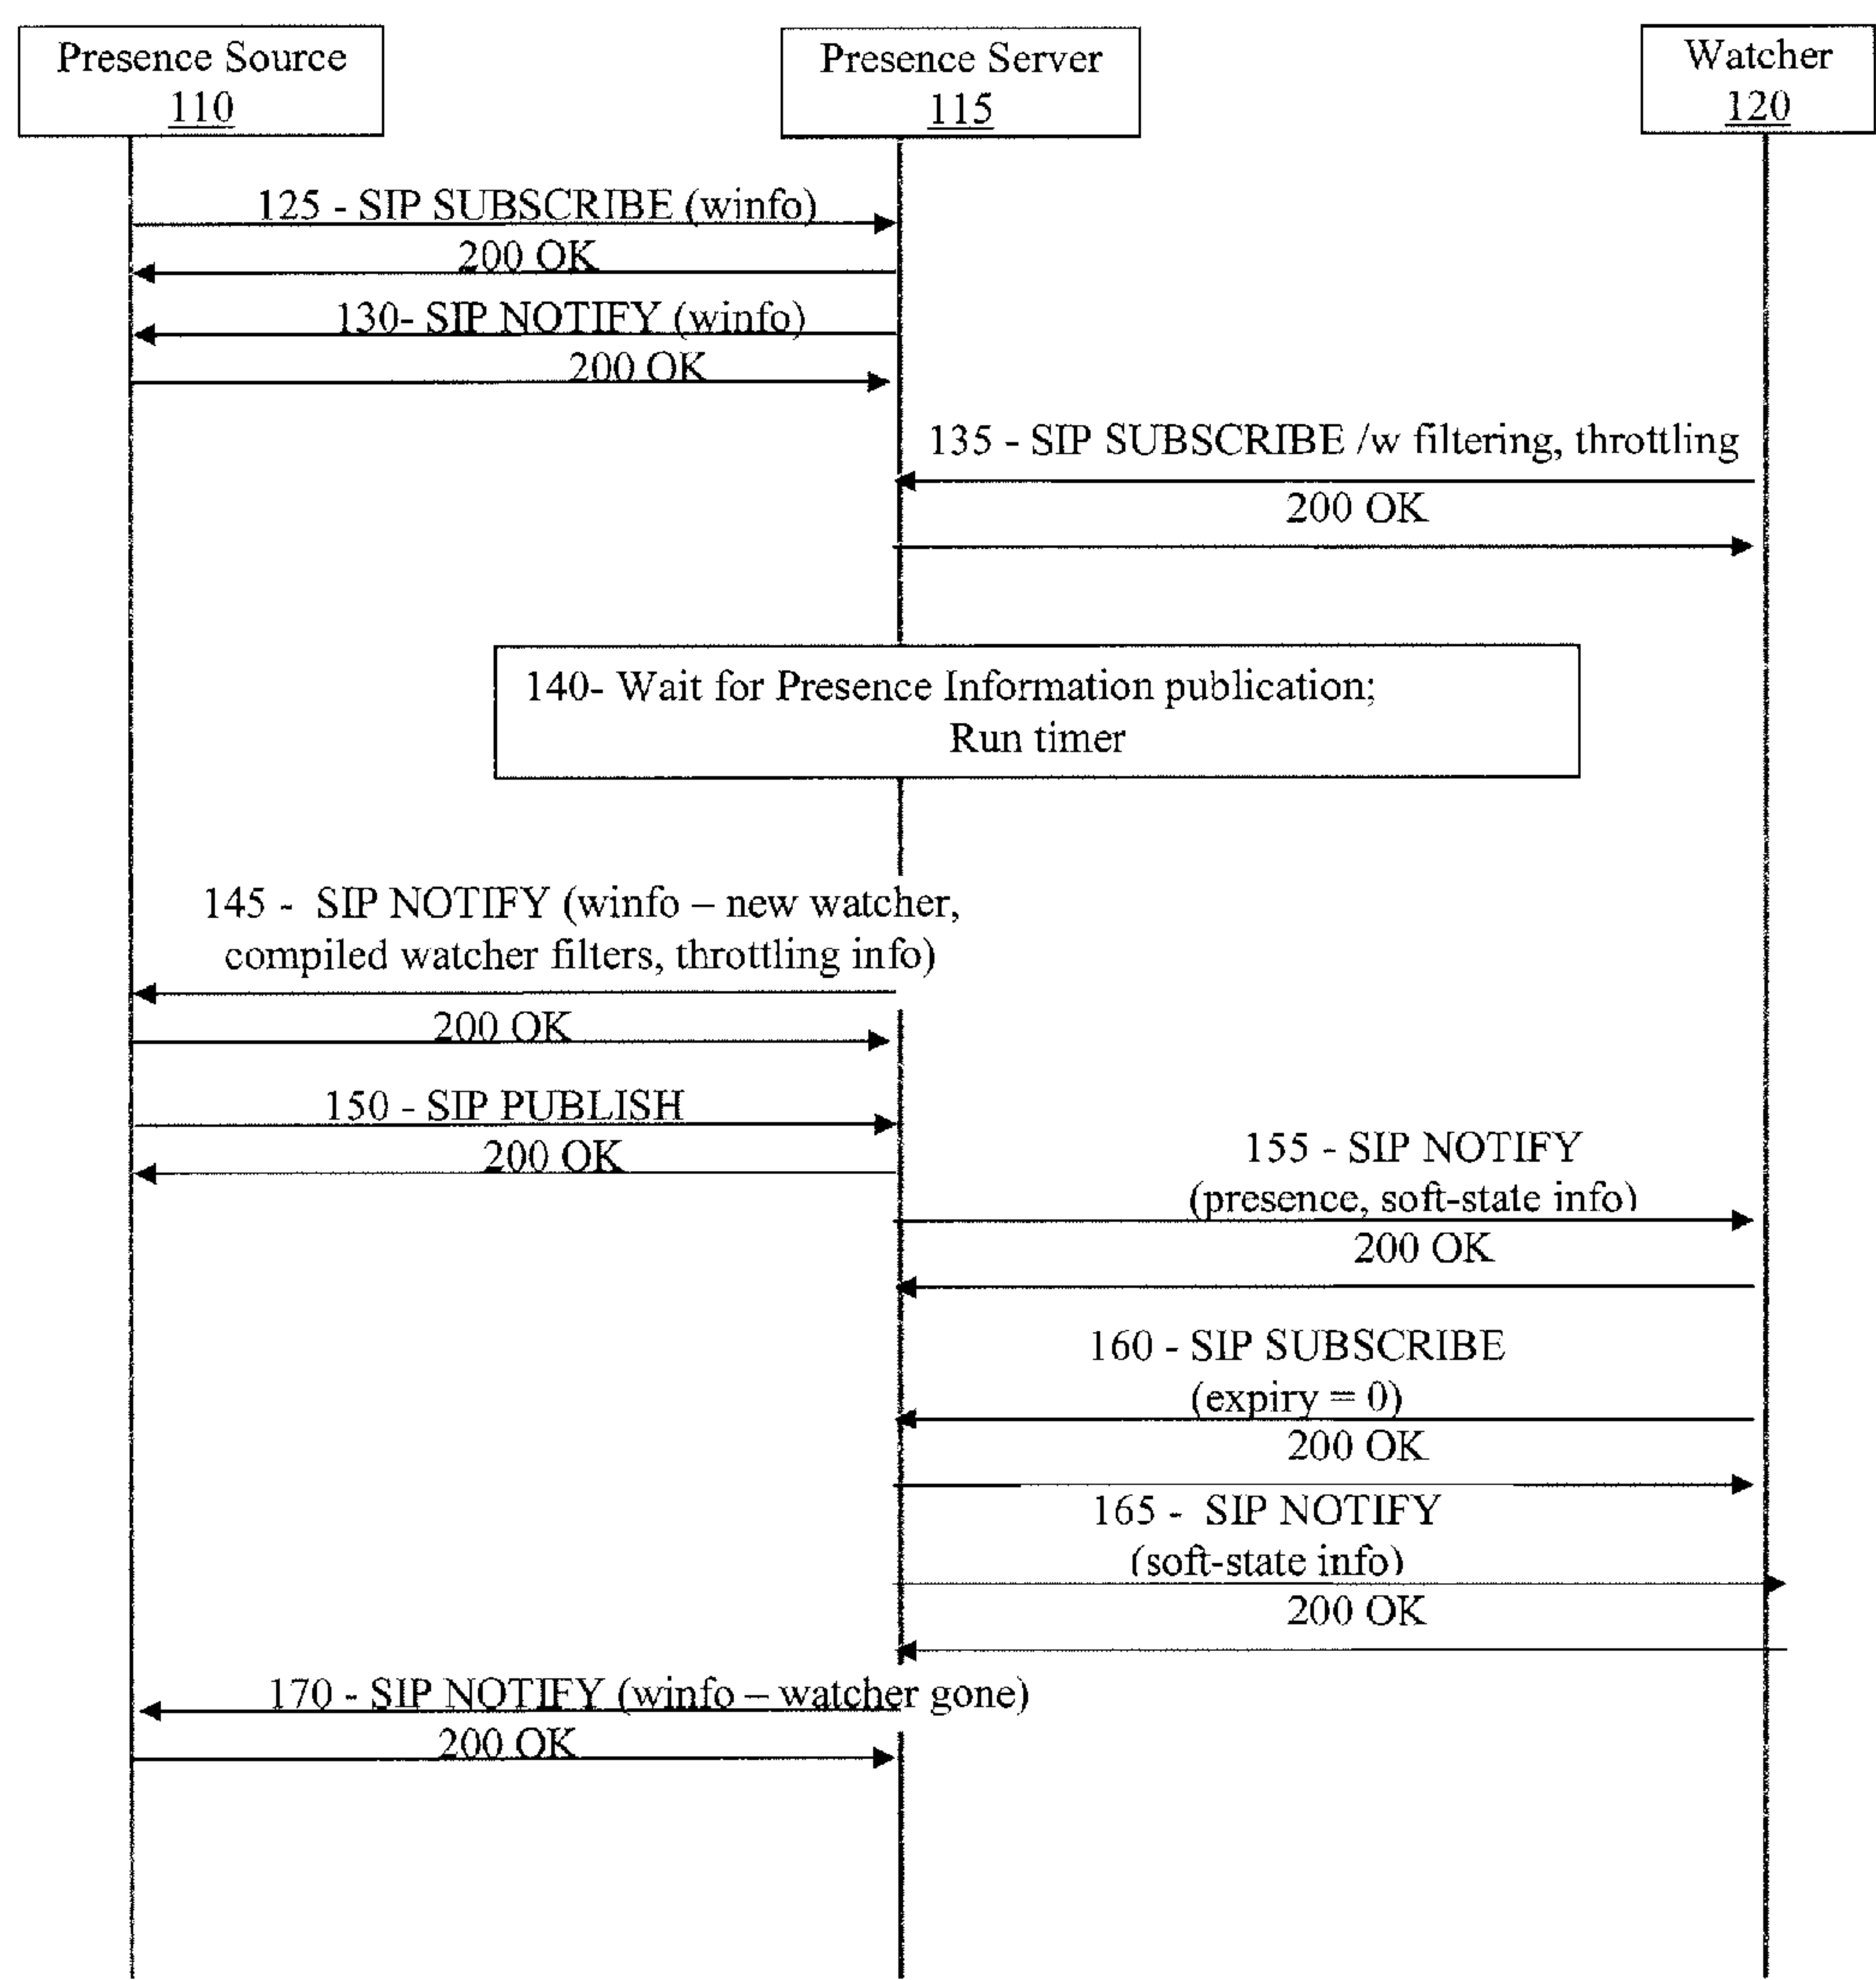 Presence Source
110
Presence Server
115
Watcher
120
125 - SIP SUBSCRIBE (winfo)
200 OK
130- SIP NOTIFY (winfo)
200 OK
135 - SIP SUBSCRIBE /w filtering, throttling
200 OK
140- Wait for Presence Information publication;
Run timer
145 - SIP NOTIFY (winfo – new watcher,
compiled watcher filters, throttling info)
200 OK
150 - SIP PUBLISH
200 OK
155 - SIP NOTIFY
(presence, soft-state info)
200 OK
160 - SIP SUBSCRIBE
(expiry = 0)
200 OK
165 - SIP NOTIFY
(soft-state info)
200 OK
170 - SIP NOTIFY (winfo – watcher gone)
200 OK